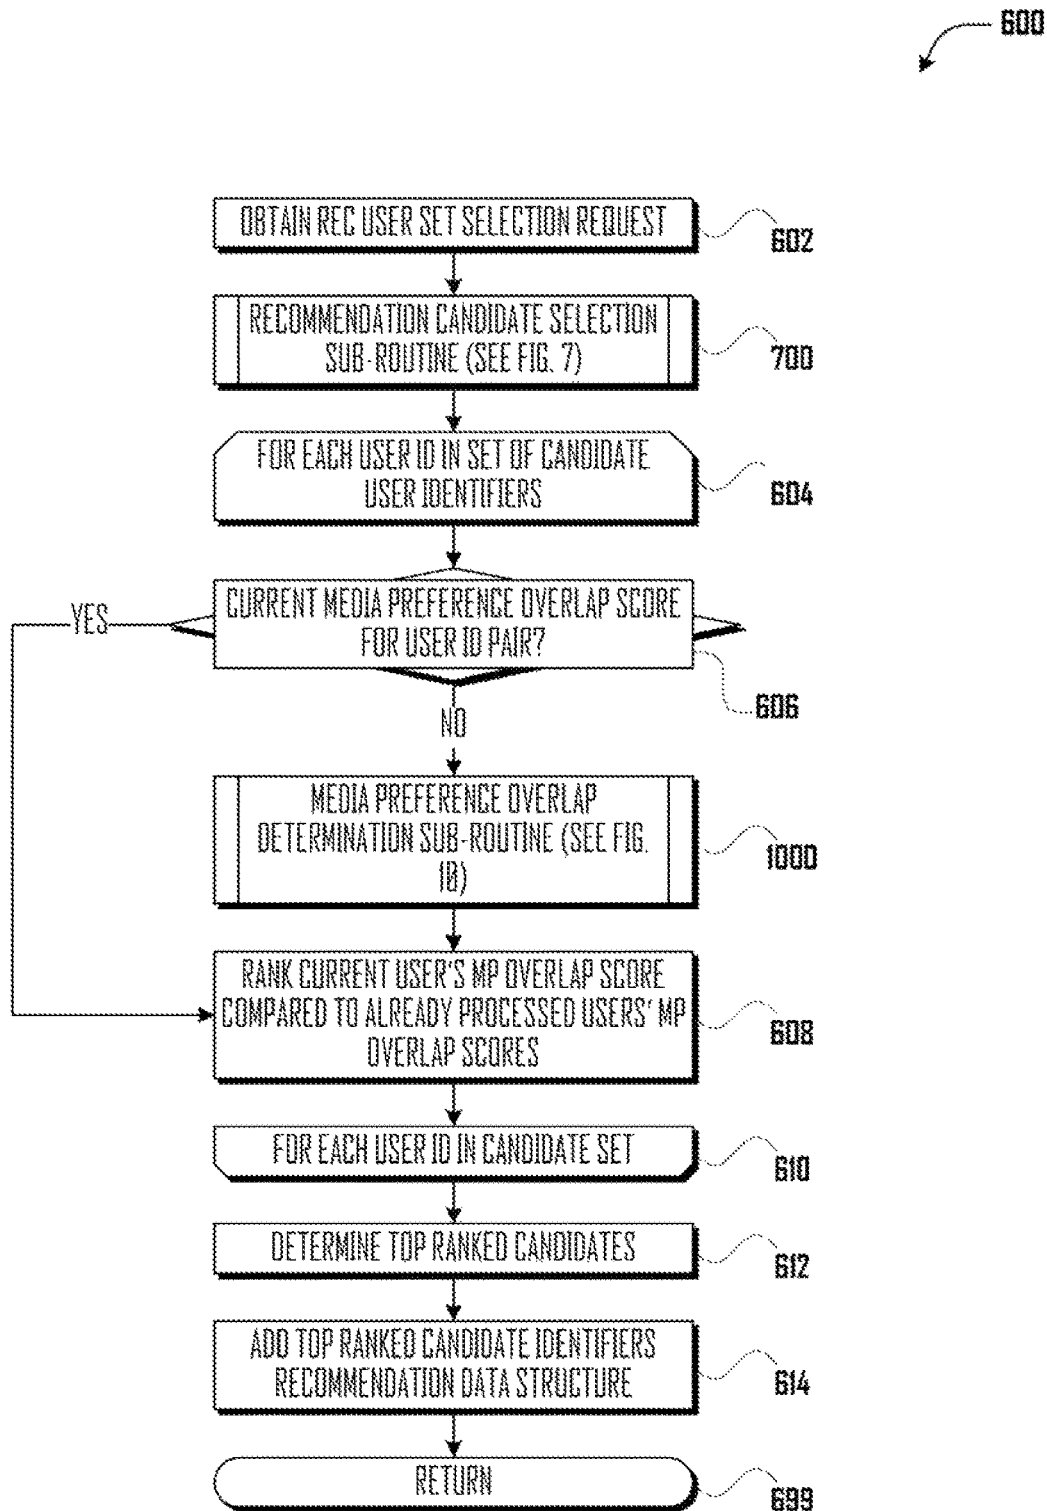 600
OBTAIN REC USER SET SELECTION REQUEST
602
RECOMMENDATION CANDIDATE SELECTION
SUB-ROUTINE (SEE FIG. 7)
700
FOR EACH USER ID IN SET OF CANDIDATE
USER IDENTIFIERS
604
CURRENT MEDIA PREFERENCE OVERLAP SCORE
FOR USER ID PAIR?
YES
606
NO
MEDIA PREFERENCE OVERLAP
DETERMINATION SUB-ROUTINE (SEE FIG.
10)
1000
RANK CURRENT USER'S MP OVERLAP SCORE
COMPARED TO ALREADY PROCESSED USERS' MP
OVERLAP SCORES
608
FOR EACH USER ID IN CANDIDATE SET
610
DETERMINE TOP RANKED CANDIDATES
612
ADD TOP RANKED CANDIDATE IDENTIFIERS
RECOMMENDATION DATA STRUCTURE
614
RETURN
699